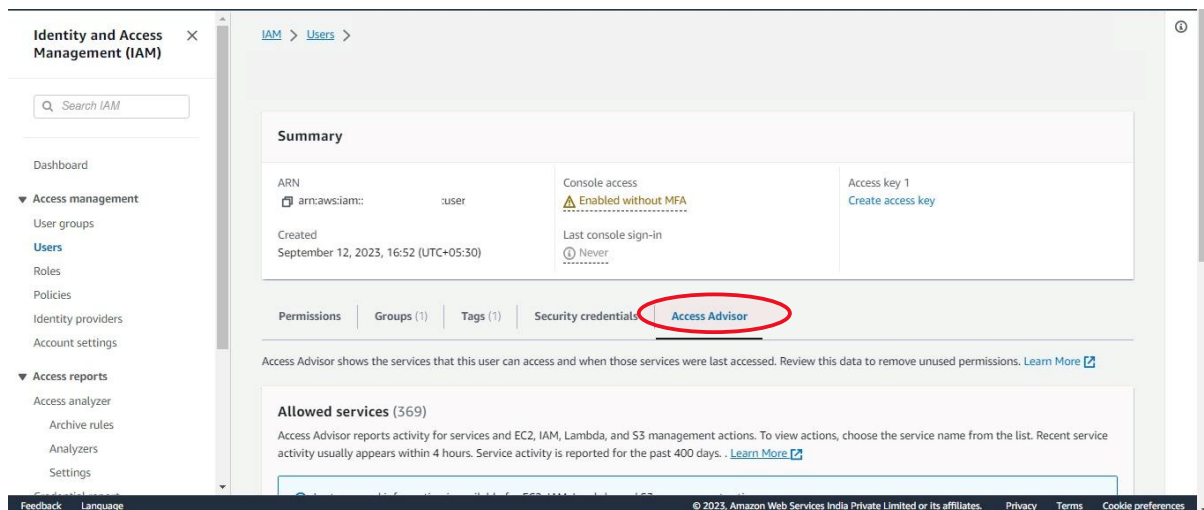 Identity and Access
Management (IAM)
Search IAM
Dashboard
Access management
User groups
Users
Roles
Policies
Identity providers
Account settings
Access reports
Access analyzer
Archive rules
Analyzers
Settings
IAM > Users >
Summary
ARN
arn:aws:iam:: :user
Created
September 12, 2023, 16:52 (UTC+05:30)
Console access
Enabled without MFA
Last console sign-in
Never
Access key 1
Create access key
Permissions Groups (1) Tags (1) Security credentials Access Advisor
Access Advisor shows the services that this user can access and when those services were last accessed. Review this data to remove unused permissions. Learn More
Allowed services (369)
Access Advisor reports activity for services and EC2, IAM, Lambda, and S3 management actions. To view actions, choose the service name from the list. Recent service
activity usually appears within 4 hours. Service activity is reported for the past 400 days. . Learn More
Feedback Language © 2023, Amazon Web Services India Private Limited or its affiliates. Privacy Terms Cookie preferences